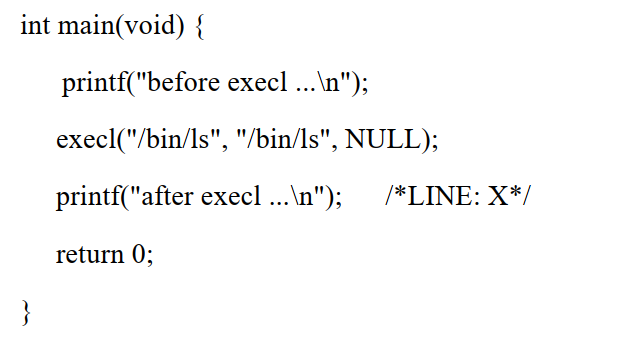 int main(void) {
printf("before execl ...\n");
execl("/bin/ls", "/bin/ls", NULL);
printf("after execl ...\n"); /*LINE: X*/
return 0;
}